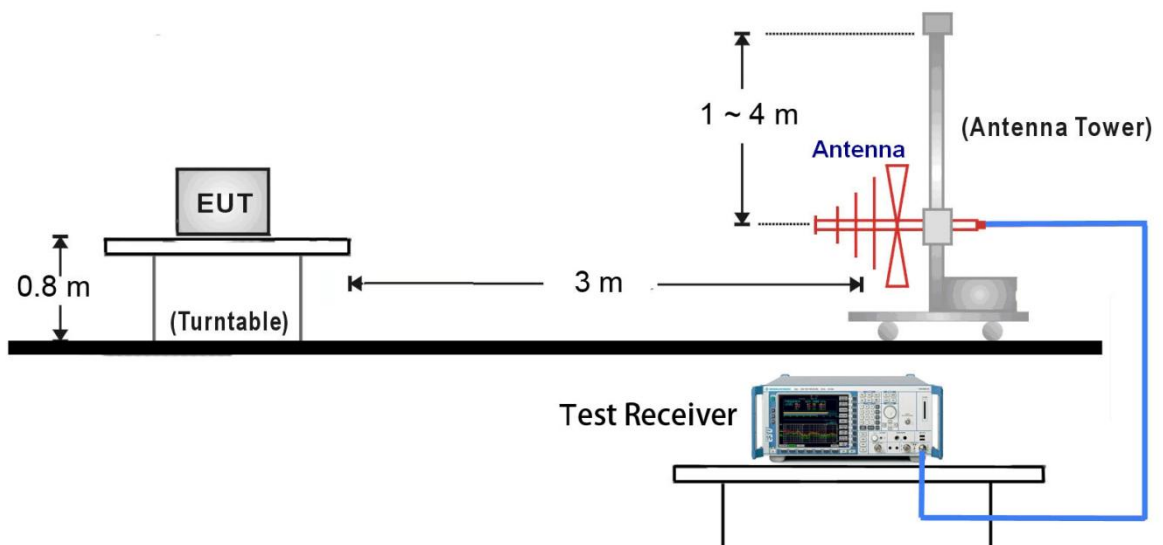 1 ~ 4 m
(Antenna Tower)
Antenna
EUT
0.8 m
3 m
(Turntable)
Test Receiver